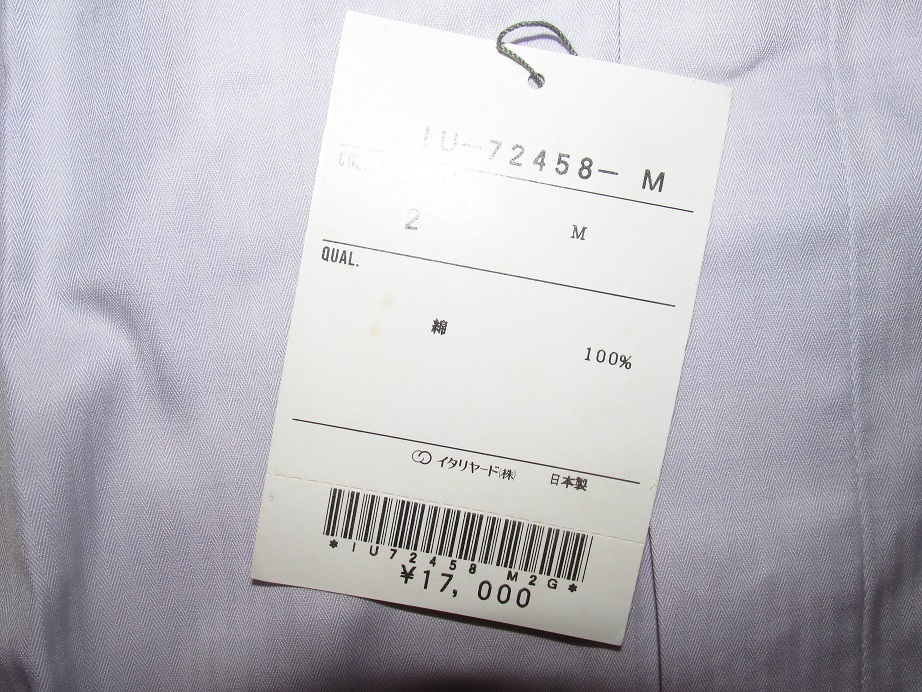 IU-72458- M
COL.
2 M
QUAL.
綿
100%
イタリヤード(株) 日本製
*IU72458 M2G*
¥17,000